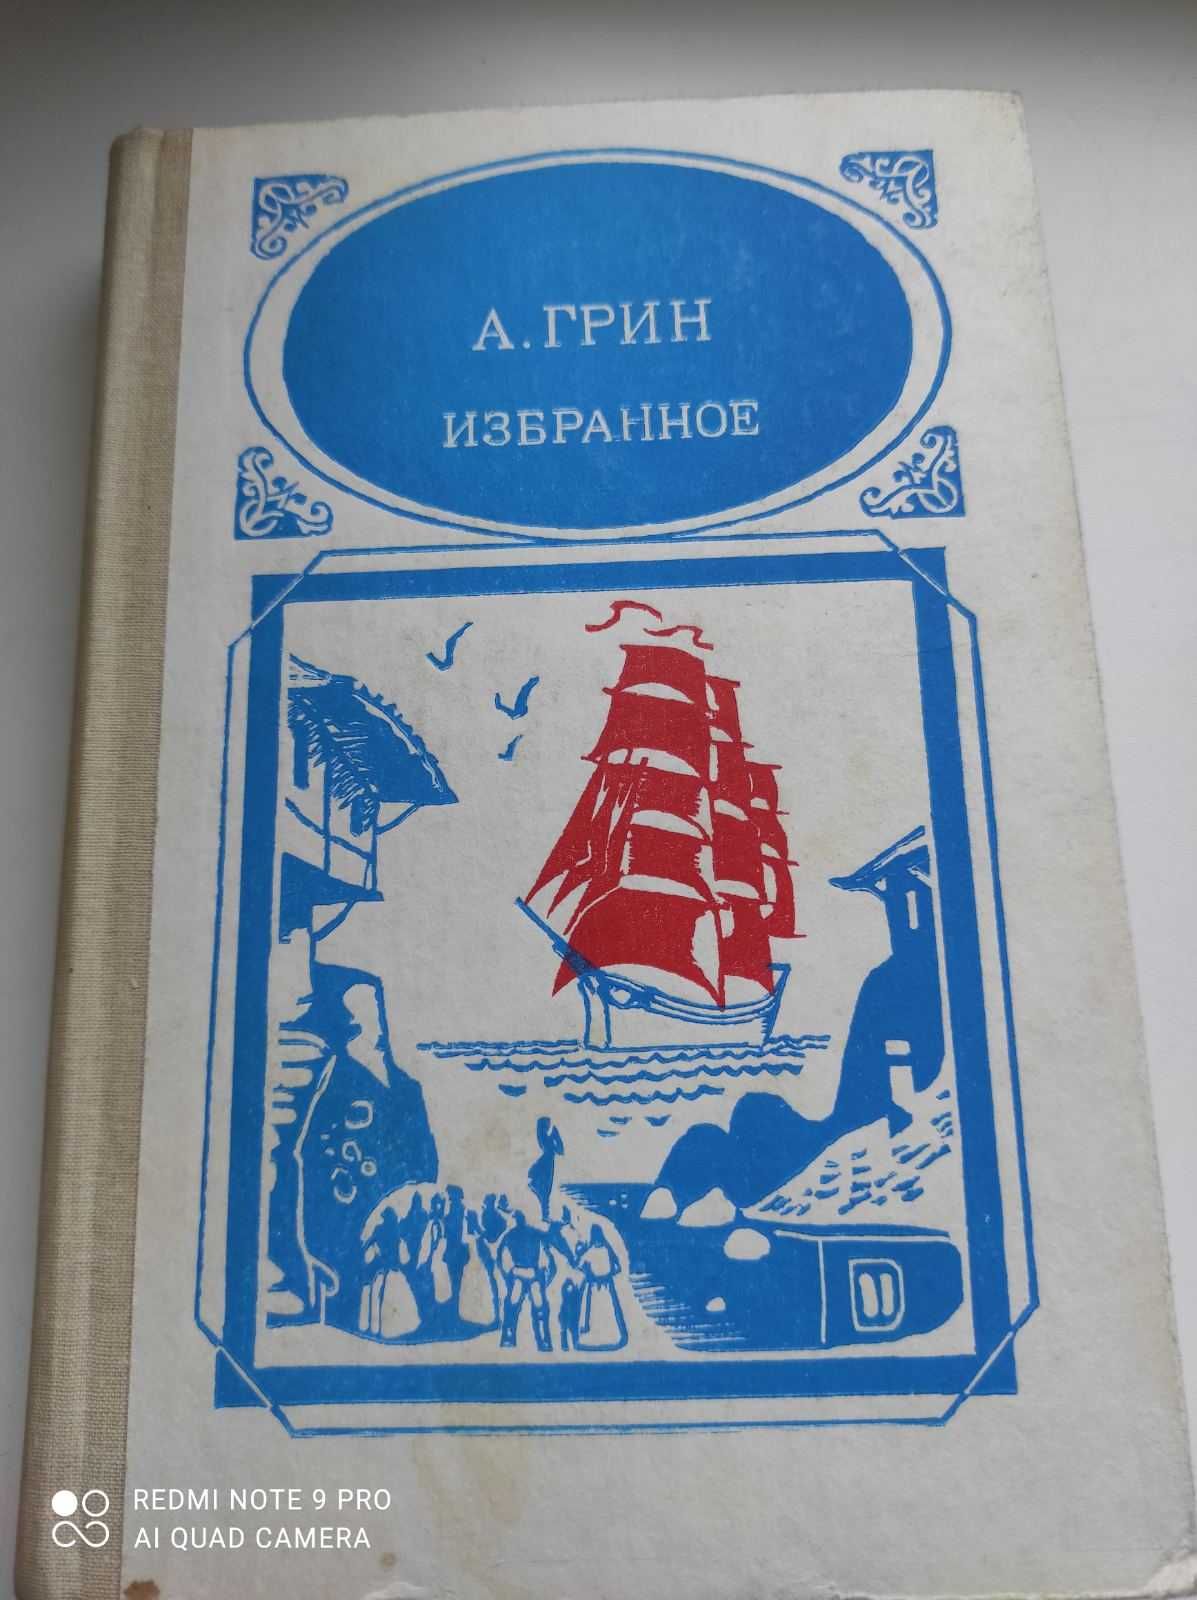 А. ГРИН
ИЗБРАННОЕ
REDMI NOTE 9 PRO
AI QUAD CAMERA